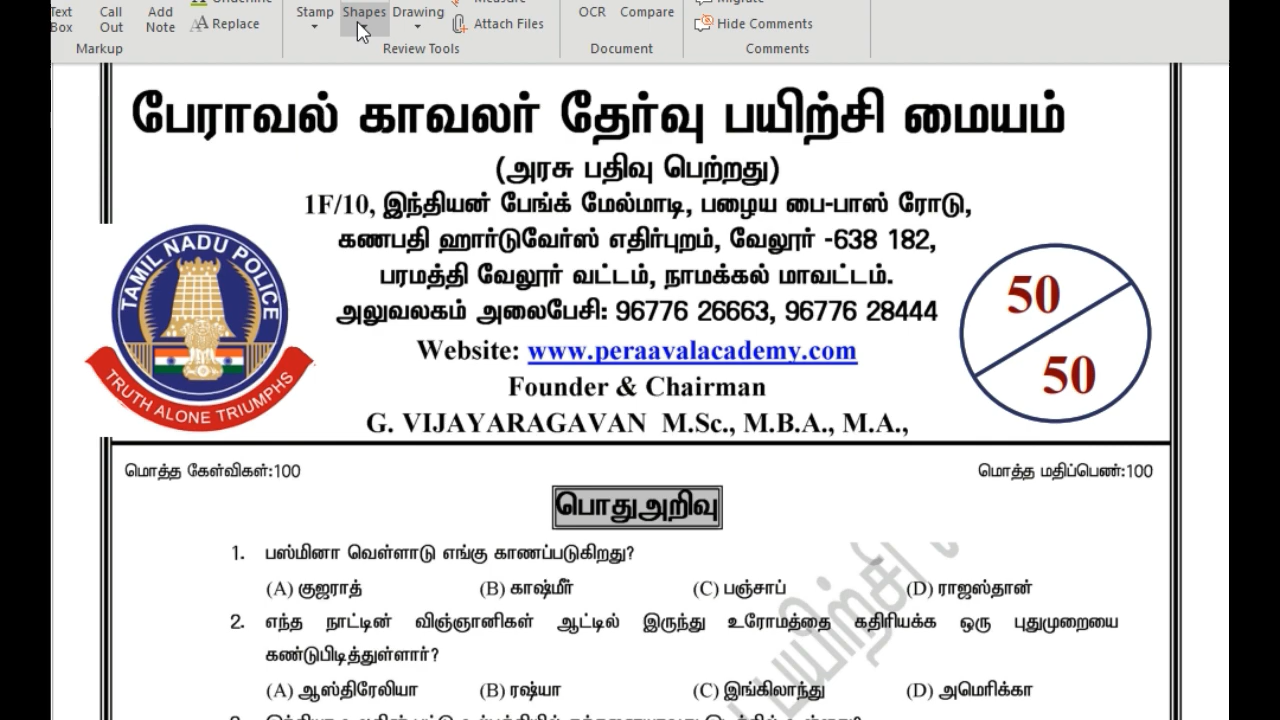 Text Box
Call Out
Add Note
Underline
Replace
Markup
Stamp
Shapes
Drawing
Measure
Attach Files
Review Tools
OCR
Compare
Document
Migrate
Hide Comments
Comments
பேராவல் காவலர் தேர்வு பயிற்சி மையம்
(அரசு பதிவு பெற்றது)
1F/10, இந்தியன் பேங்க் மேல்மாடி, பழைய பை-பாஸ் ரோடு,
கணபதி ஹார்டுவேர்ஸ் எதிர்புறம், வேலூர் -638 182,
பரமத்தி வேலூர் வட்டம், நாமக்கல் மாவட்டம்.
அலுவலகம் அலைபேசி: 96776 26663, 96776 28444
Website: www.peraavalacademy.com
Founder & Chairman
G. VIJAYARAGAVAN M.Sc., M.B.A., M.A.,
TAMIL NADU POLICE
TRUTH ALONE TRIUMPHS
50
50
மொத்த கேள்விகள்:100 மொத்த மதிப்பெண்:100
பொதுஅறிவு
1. பஸ்மினா வெள்ளாடு எங்கு காணப்படுகிறது?
(A) குஜராத் (B) காஷ்மீர் (C) பஞ்சாப் (D) ராஜஸ்தான்
2. எந்த நாட்டின் விஞ்ஞானிகள் ஆட்டில் இருந்து உரோமத்தை கதிரியக்க ஒரு புதுமுறையை
கண்டுபிடித்துள்ளார்?
(A) ஆஸ்திரேலியா (B) ரஷ்யா (C) இங்கிலாந்து (D) அமெரிக்கா
பயிற்சி